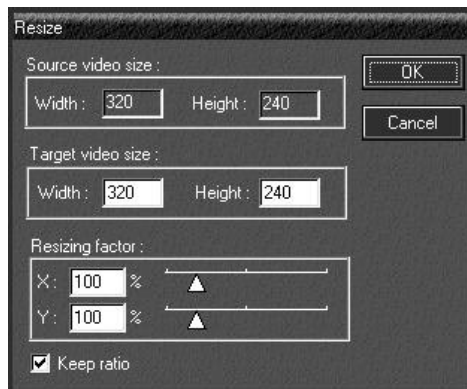 Resize
Source video size :
Width : 320 Height : 240
OK
Cancel
Target video size :
Width : 320 Height : 240
Resizing factor :
X : 100 %
Y : 100 %
Keep ratio